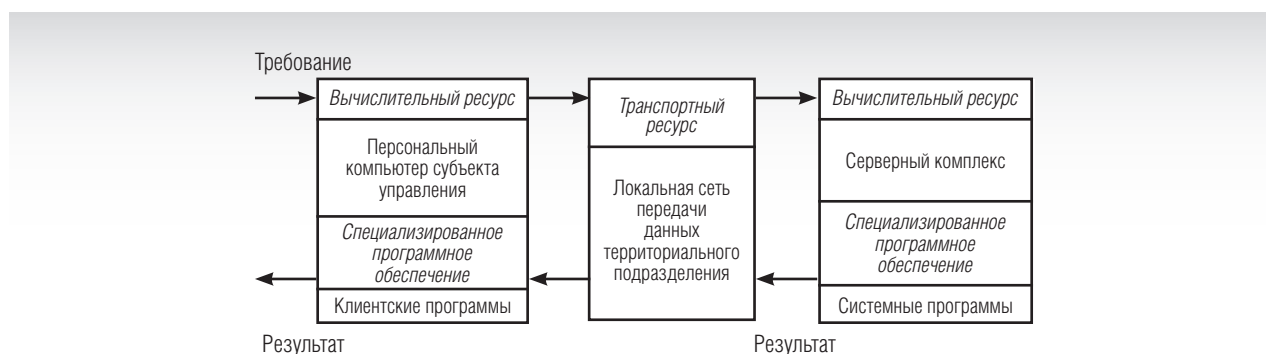 Требование
Вычислительный ресурс
Персональный
компьютер субъекта
управления
Специализированное
программное
обеспечение
Клиентские программы
Транспортный
ресурс
Локальная сеть
передачи
данных
территориального
подразделения
Вычислительный ресурс
Серверный комплекс
Специализированное
программное
обеспечение
Системные программы
Результат
Результат